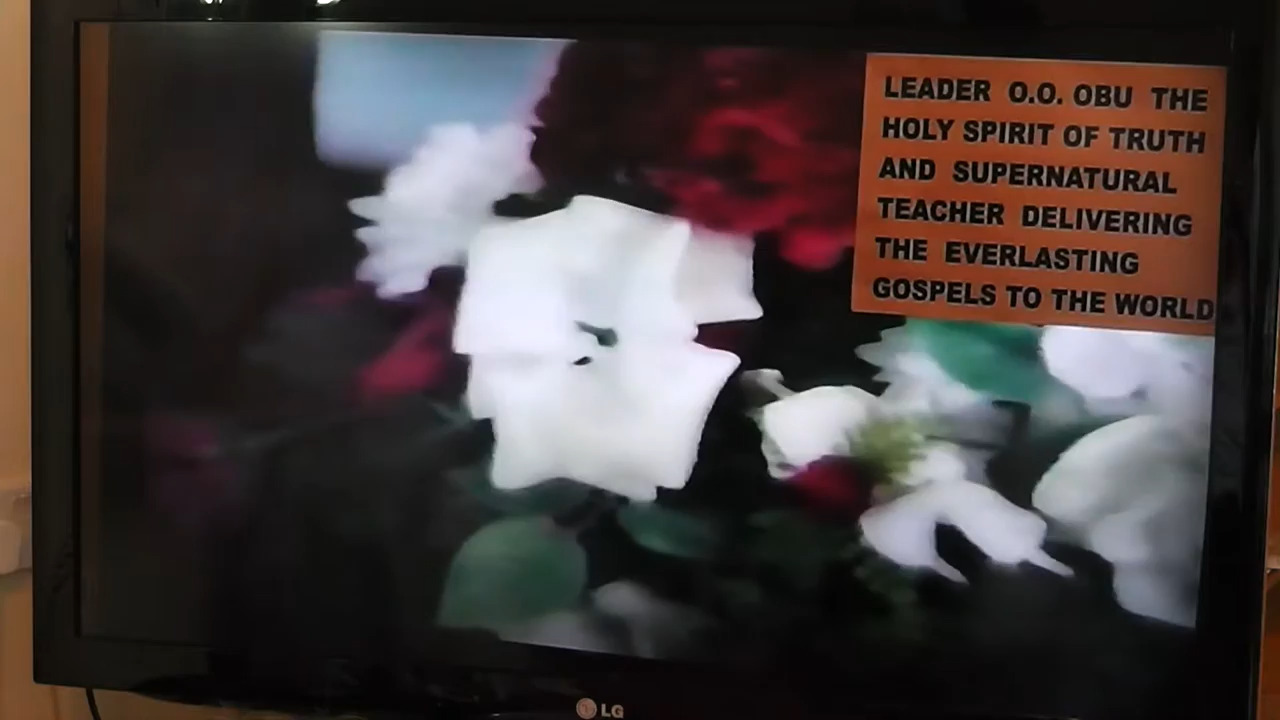 LEADER O.O. OBU THE
HOLY SPIRIT OF TRUTH
AND SUPERNATURAL
TEACHER DELIVERING
THE EVERLASTING
GOSPELS TO THE WORLD
LG